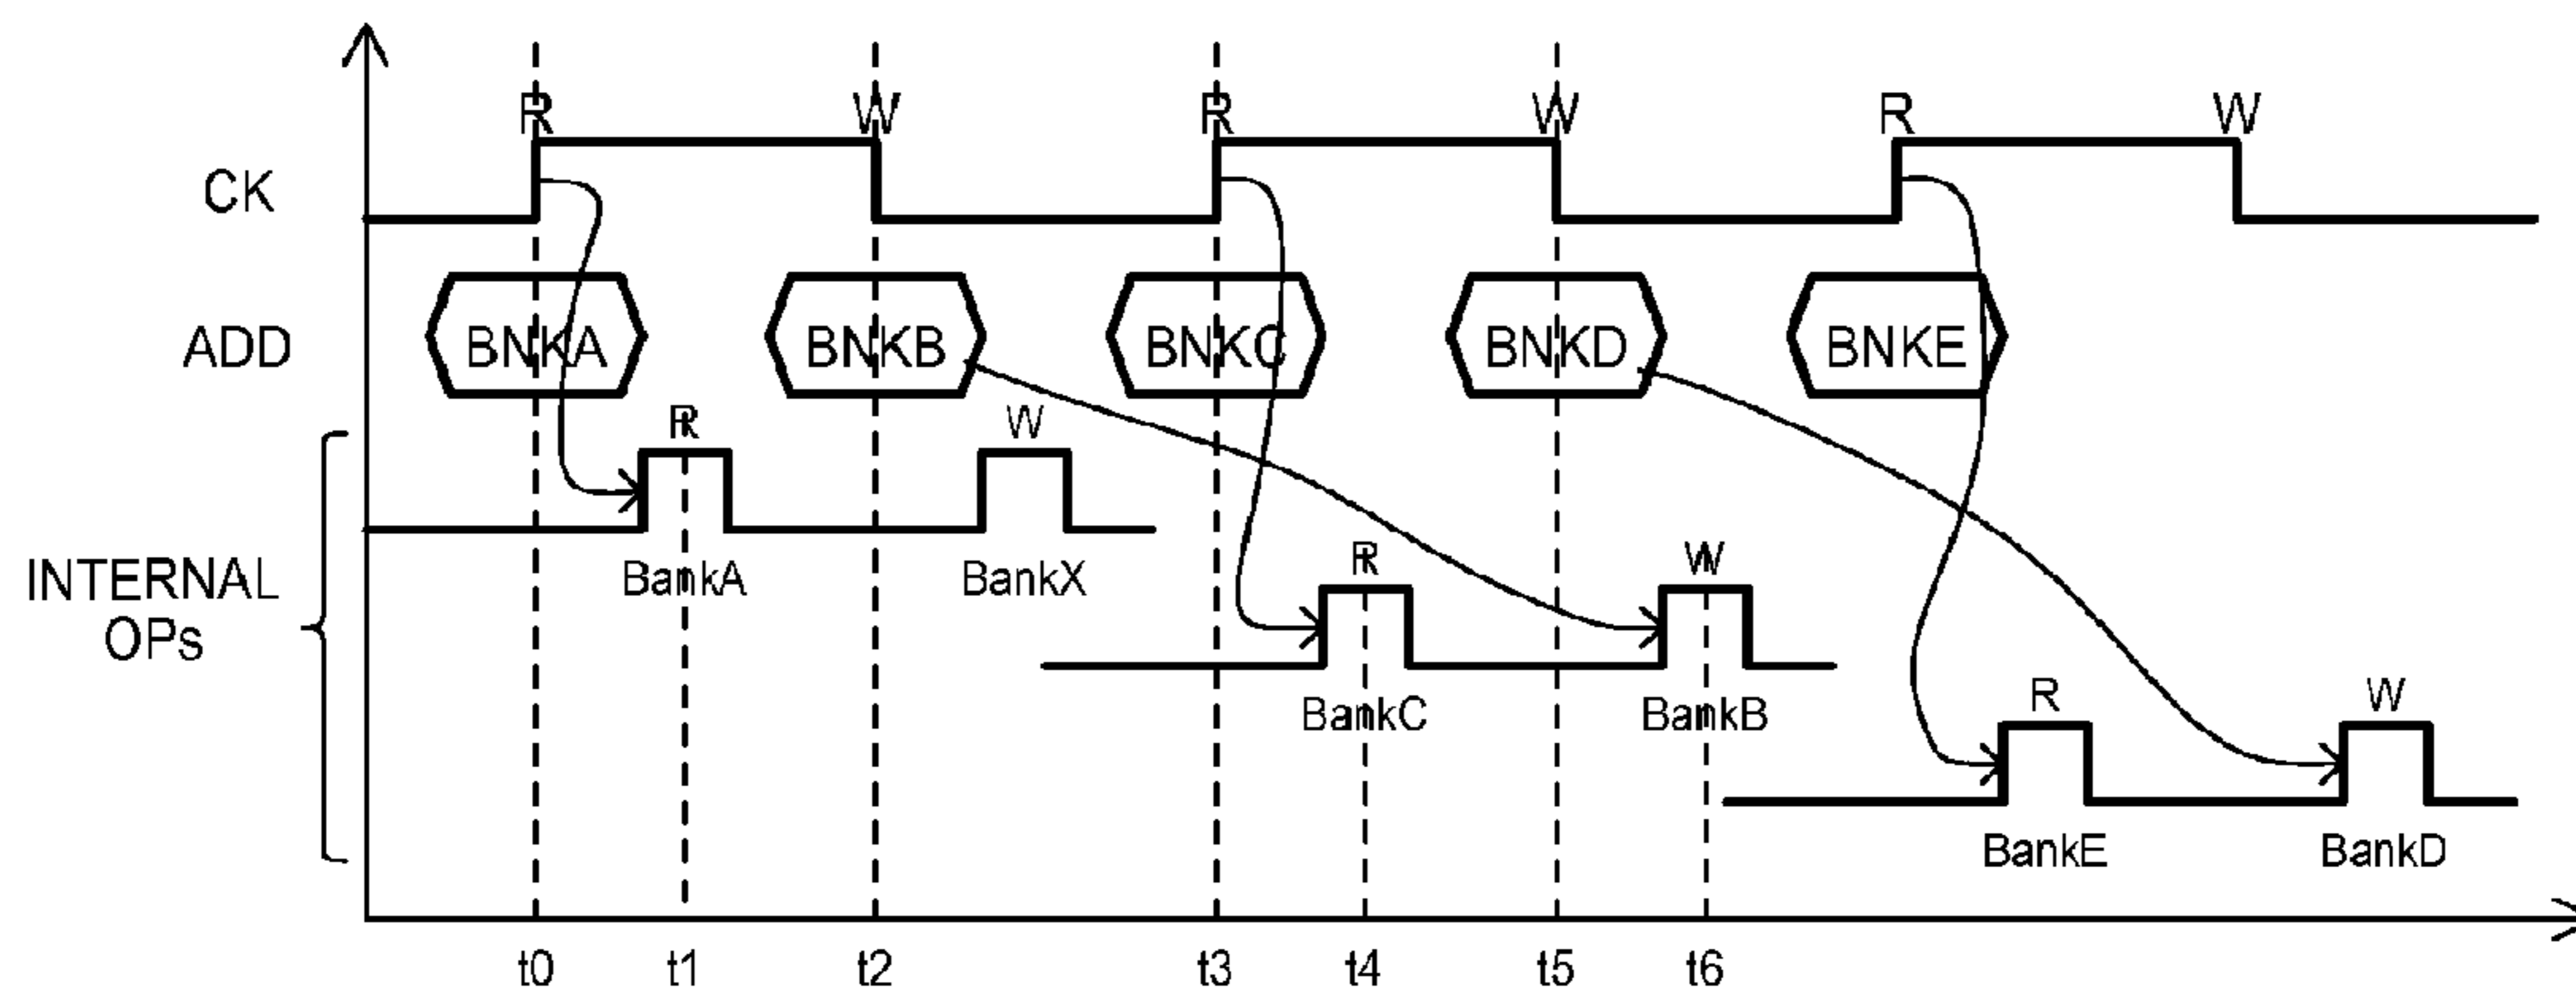 R W R W R W
CK
ADD BNKA BNKB BNKC BNKD BNKE
R W
BankA BankX
R W
INTERNAL
OPs
BankC BankB
R W
BankE BankD
t0 t1 t2 t3 t4 t5 t6